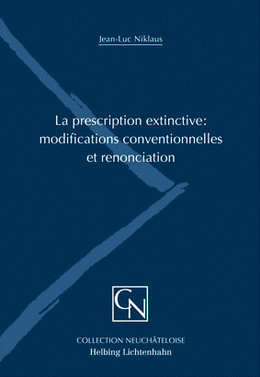 Jean-Luc Niklaus
La prescription extinctive:
modifications conventionnelles
et renonciation
CN
COLLECTION NEUCHÂTELOISE
Helbing Lichtenhahn